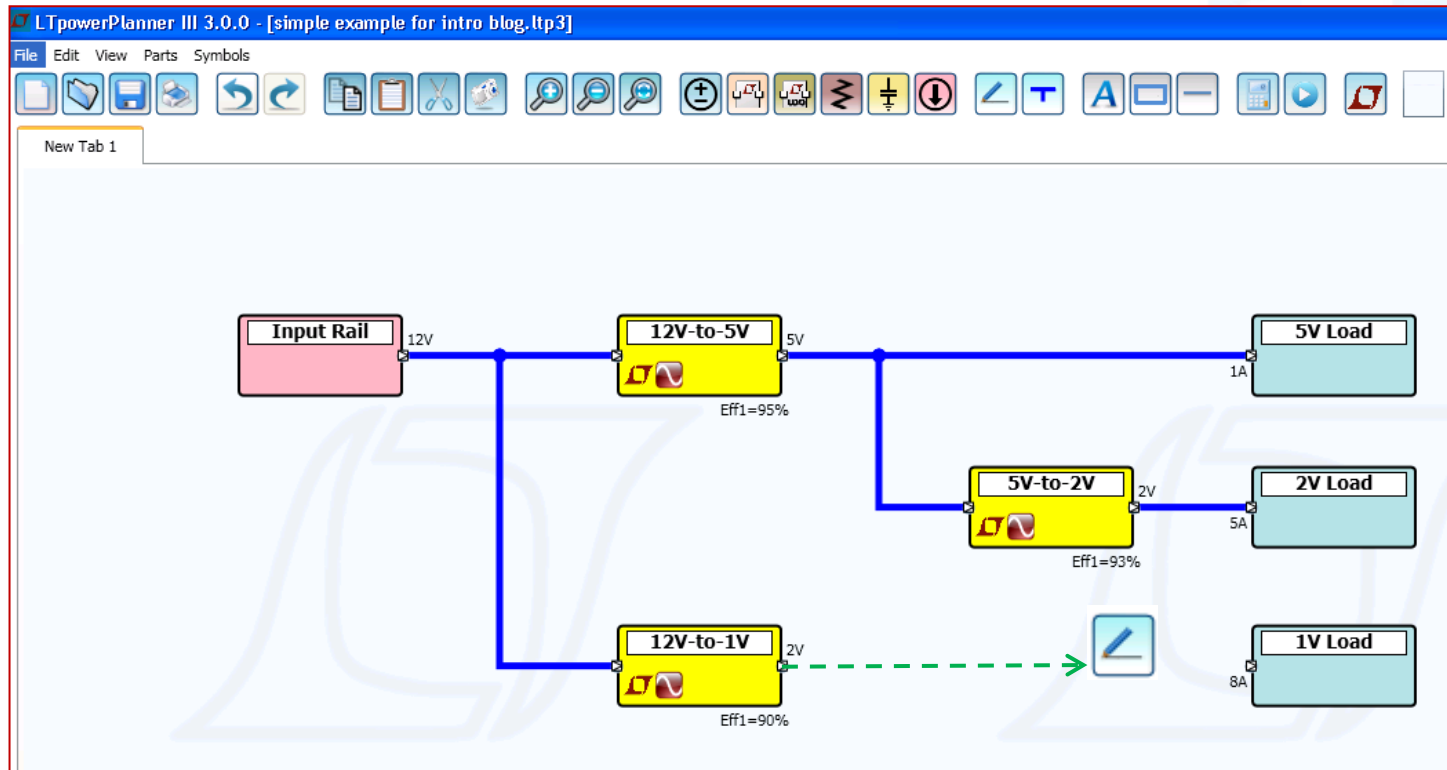 LTpowerPlanner III 3.0.0 - [simple example for intro blog.ltp3]
File Edit View Parts Symbols
A
New Tab 1
Input Rail
12V
12V-to-5V
5V
Eff1=95%
5V Load
1A
5V-to-2V
2V
Eff1=93%
2V Load
5A
12V-to-1V
2V
Eff1=90%
1V Load
8A